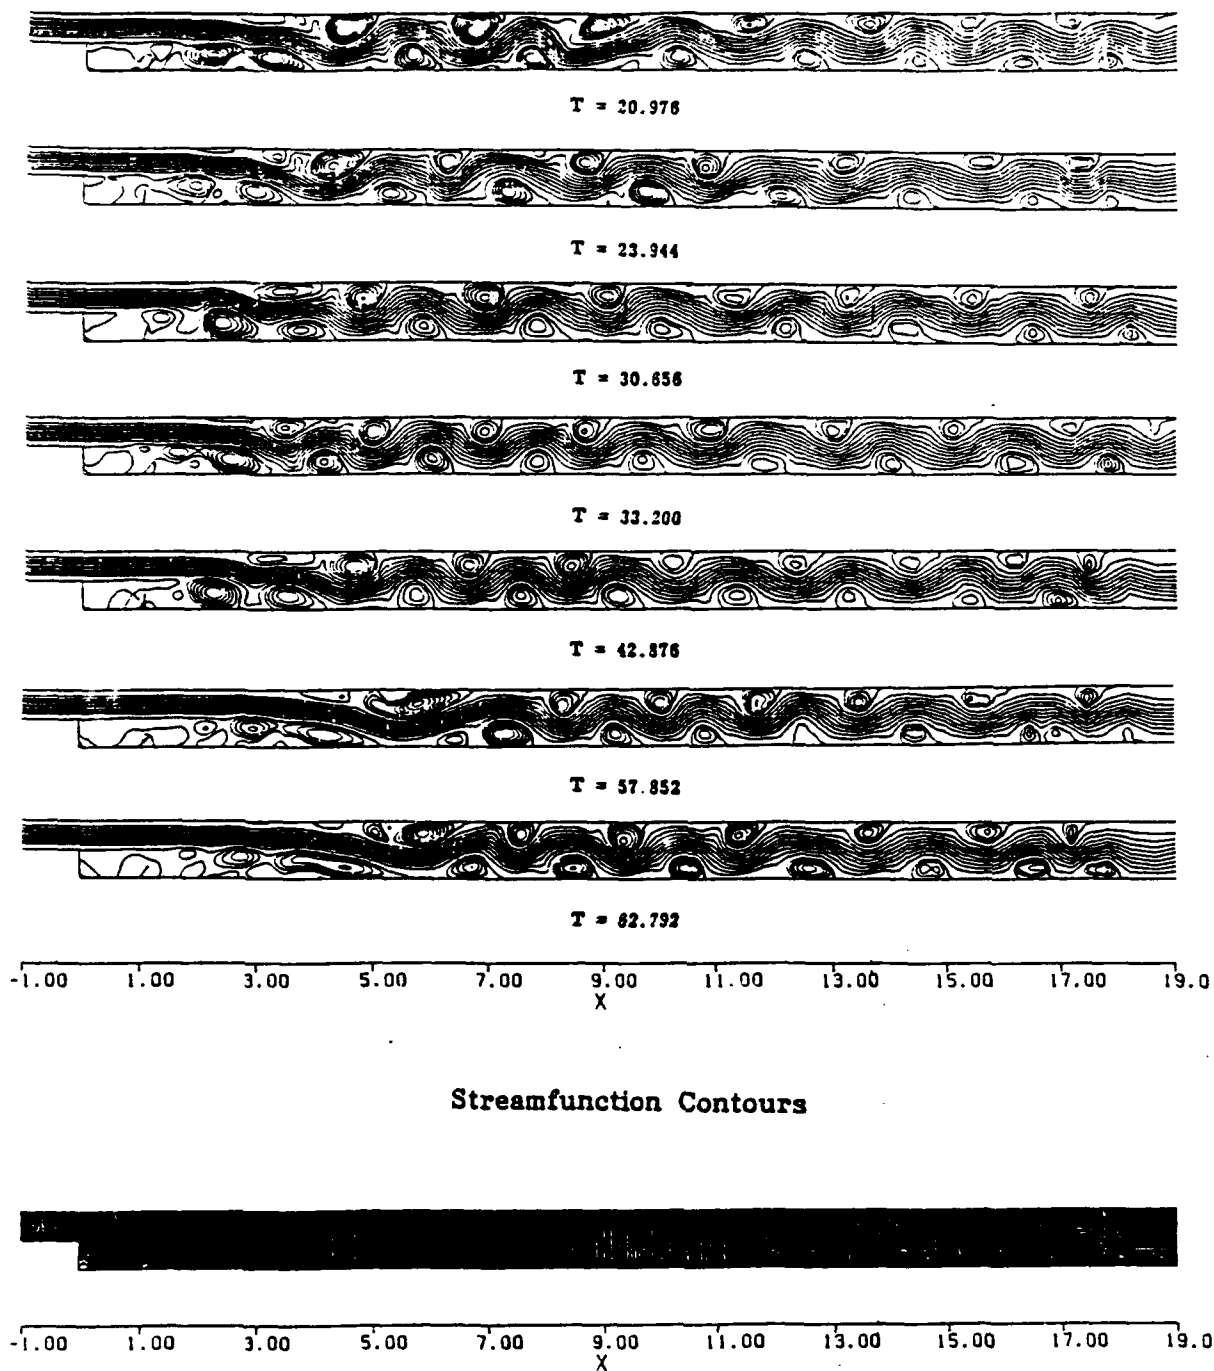 T = 20.976
T = 23.944
T = 30.656
T = 33.200
T = 42.876
T = 57.852
T = 62.792
-1.00 1.00 3.00 5.00 7.00 9.00 11.00 13.00 15.00 17.00 19.0
X
Streamfunction Contours
-1.00 1.00 3.00 5.00 7.00 9.00 11.00 13.00 15.00 17.00 19.0
X